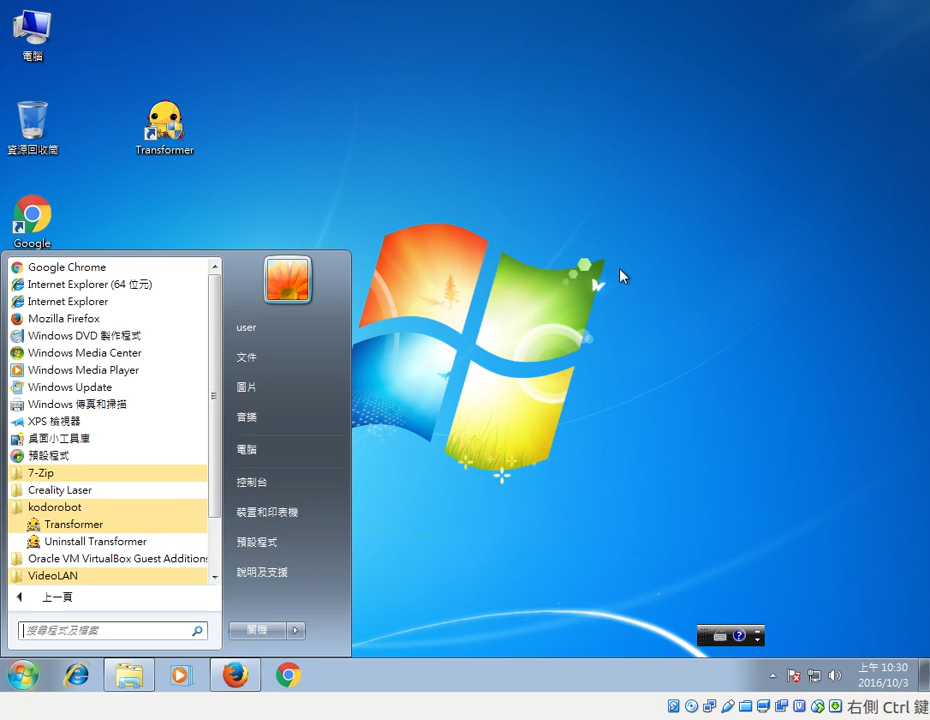 電腦
資源回收筒
Transformer
Google
Google Chrome
Internet Explorer (64 位元)
Internet Explorer
Mozilla Firefox
Windows DVD 製作程式
Windows Media Center
Windows Media Player
Windows Update
Windows 傳真和掃描
XPS 檢視器
桌面小工具庫
預設程式
7-Zip
Creality Laser
kodorobot
Transformer
Uninstall Transformer
Oracle VM VirtualBox Guest Additions
VideoLAN
上一頁
搜尋程式及檔案
user
文件
圖片
音樂
電腦
控制台
裝置和印表機
預設程式
說明及支援
關機
上午 10:30
2016/10/3
右側 Ctrl 鍵